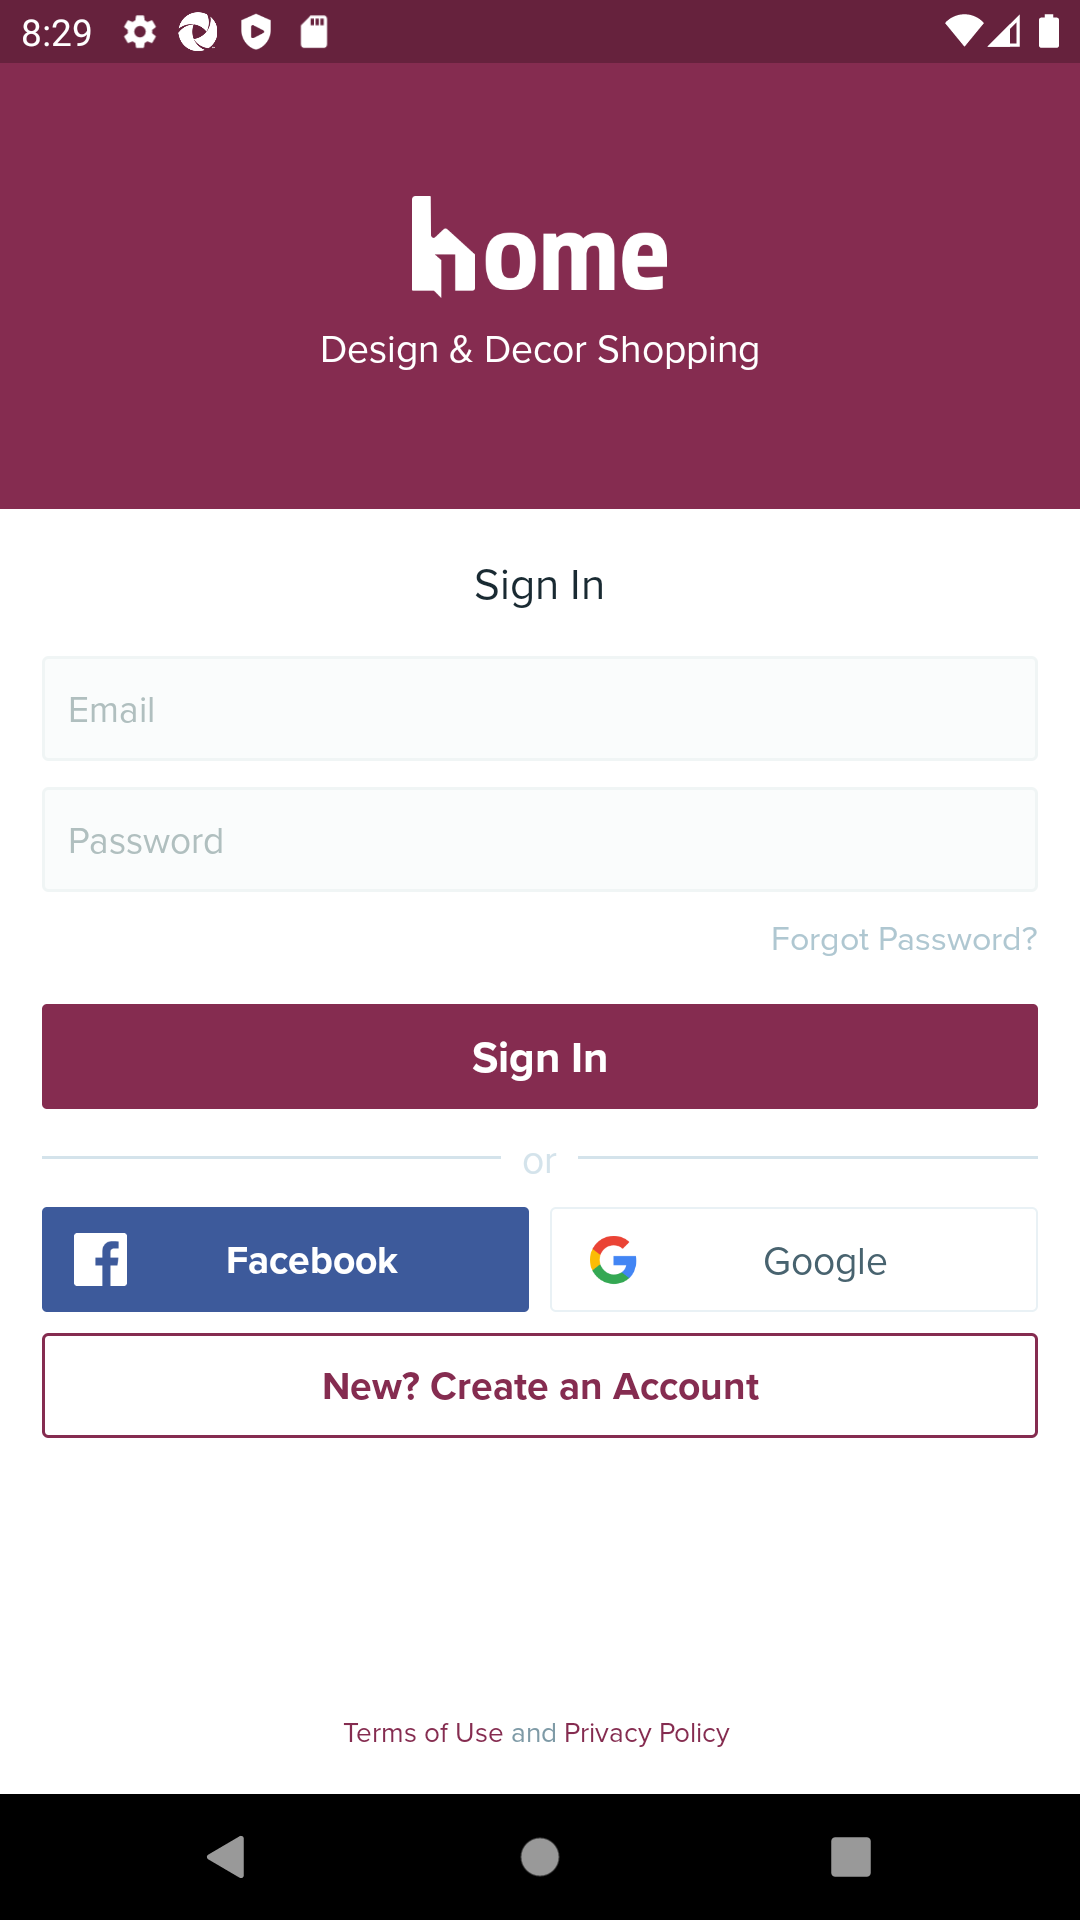 8:29
home
Design & Decor Shopping
Sign In
Email
Password
Forgot Password?
Sign In
or
Facebook
Google
New? Create an Account
Terms of Use and Privacy Policy